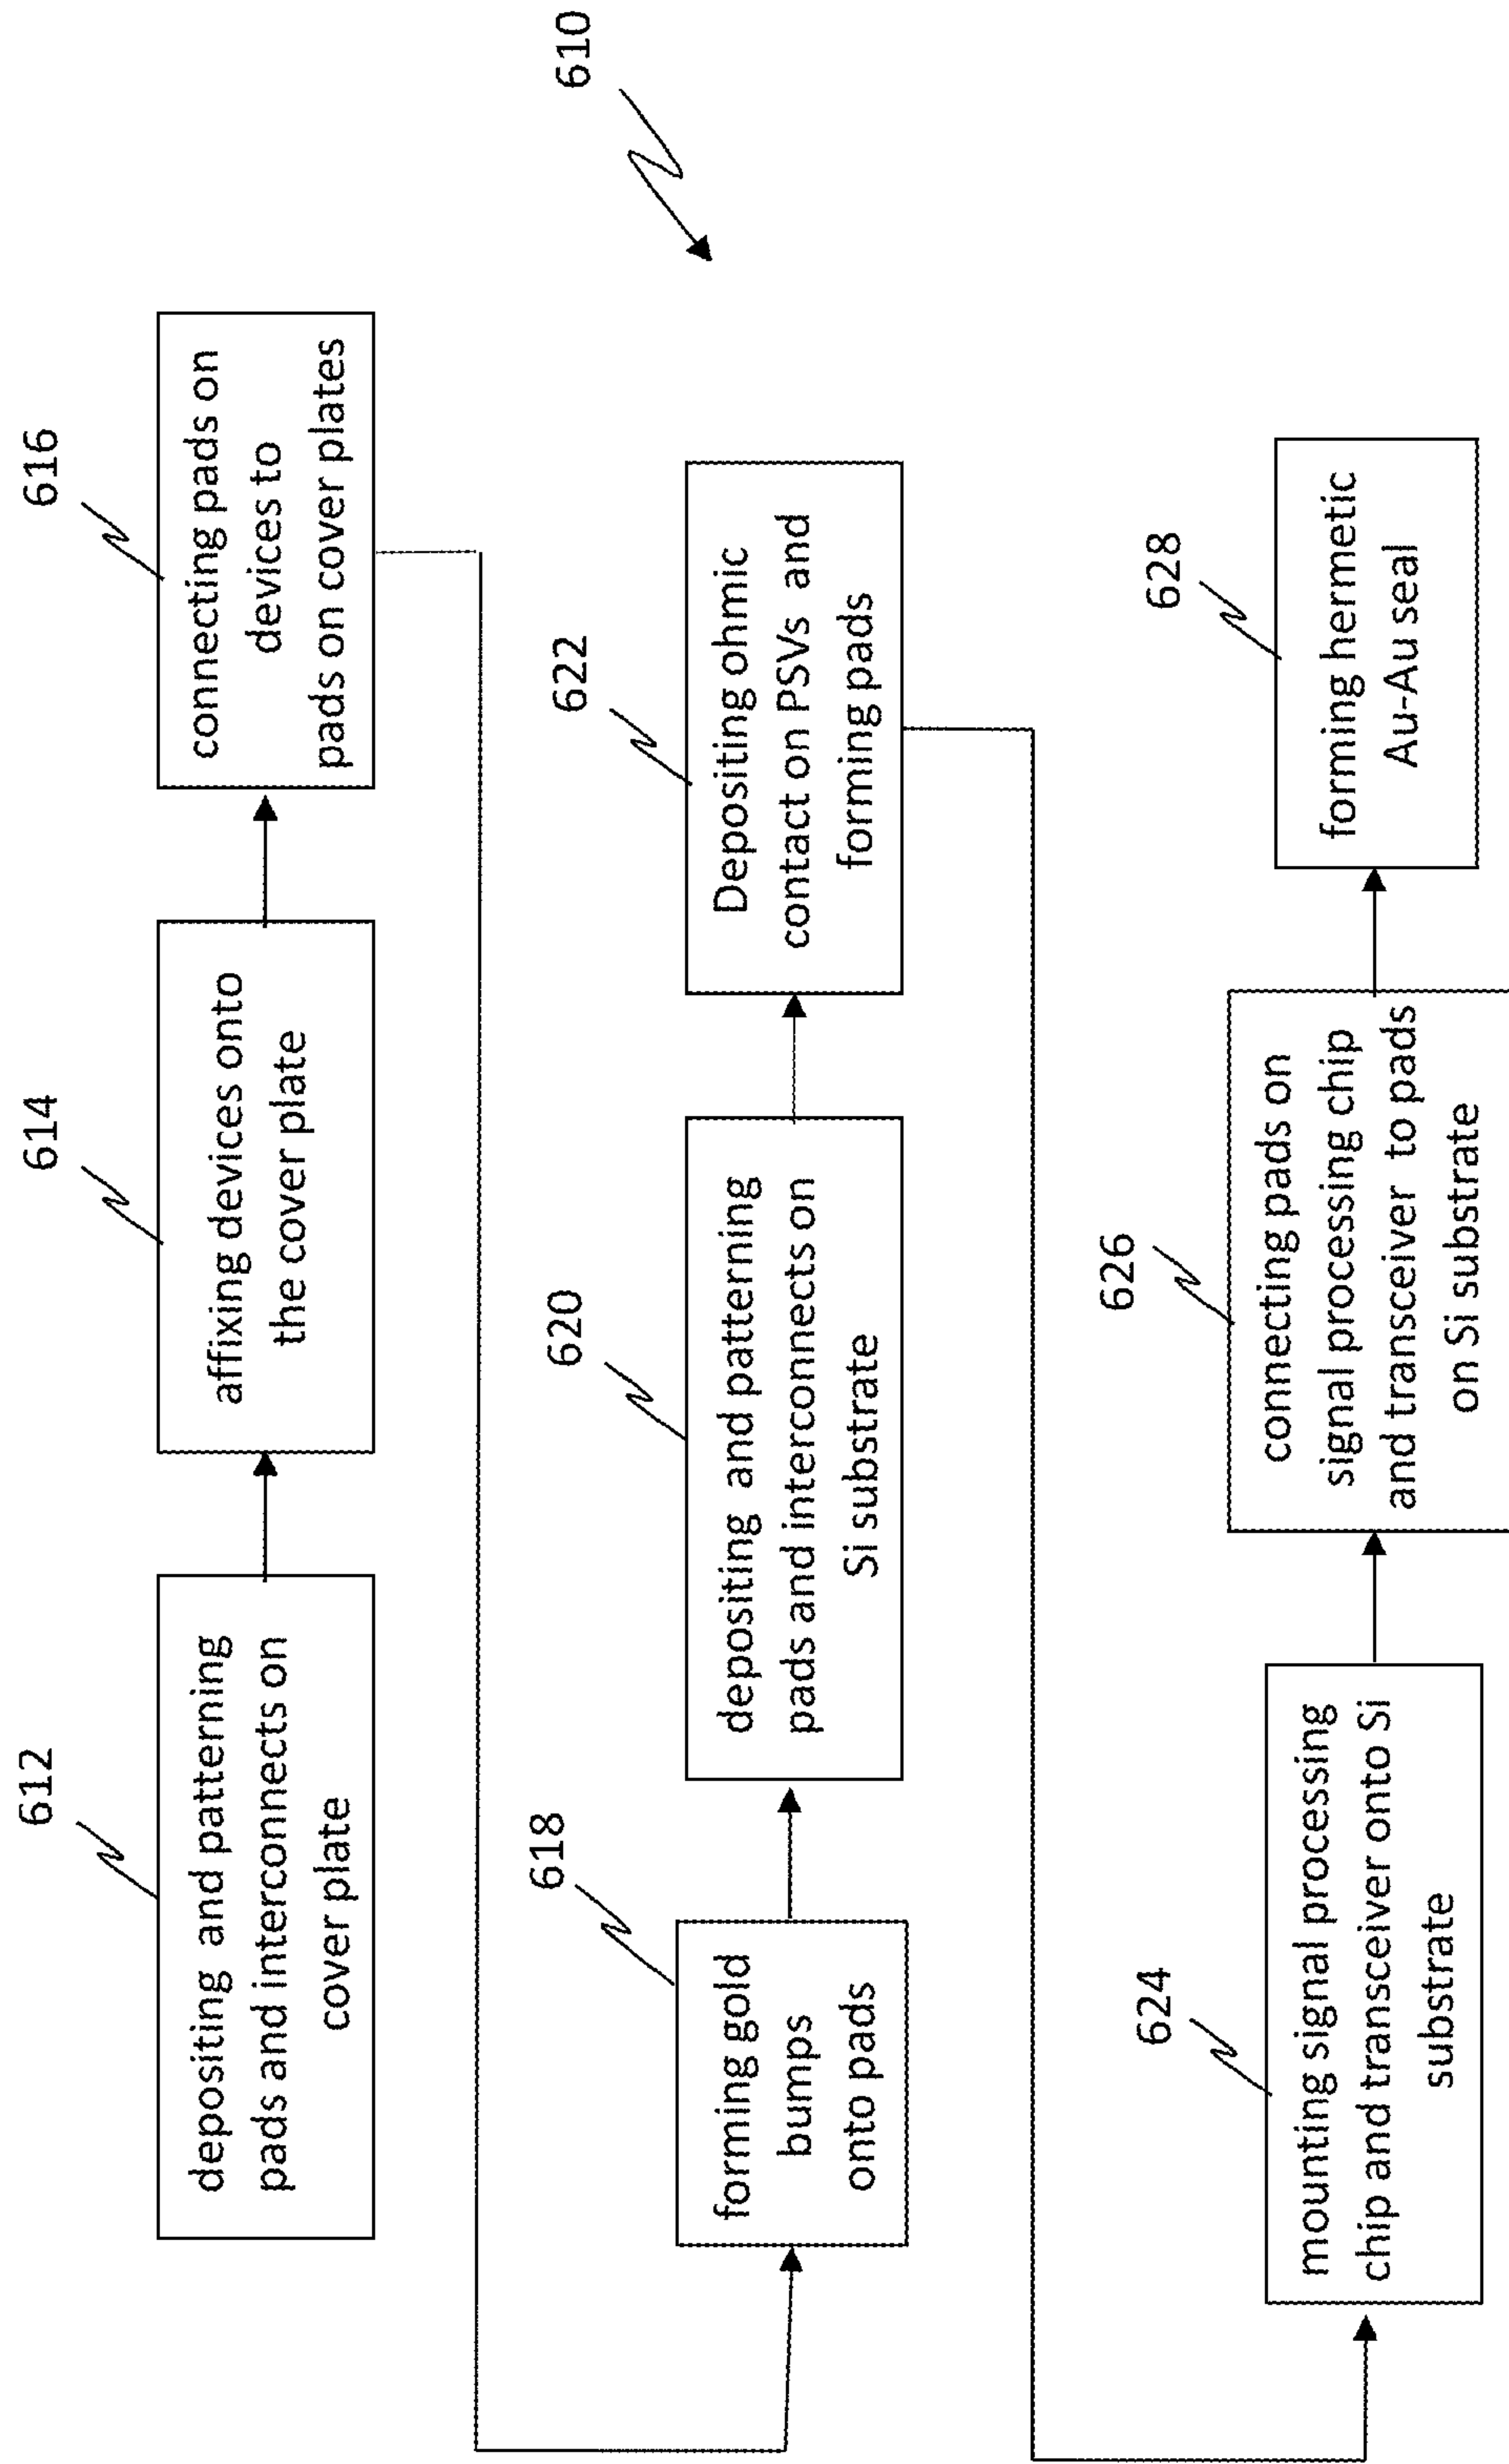 612
depositing and patterning
pads and interconnects on
cover plate
614
affixing devices onto
the cover plate
616
connecting pads on
devices to
pads on cover plates
610
618
forming gold
bumps
onto pads
620
depositing and patterning
pads and interconnects on
Si substrate
622
Depositing ohmic
contact on PSVs and
forming pads
624
mounting signal processing
chip and transceiver onto Si
substrate
626
connecting pads on
signal processing chip
and transceiver to pads
on Si substrate
628
forming hermetic
Au-Au seal